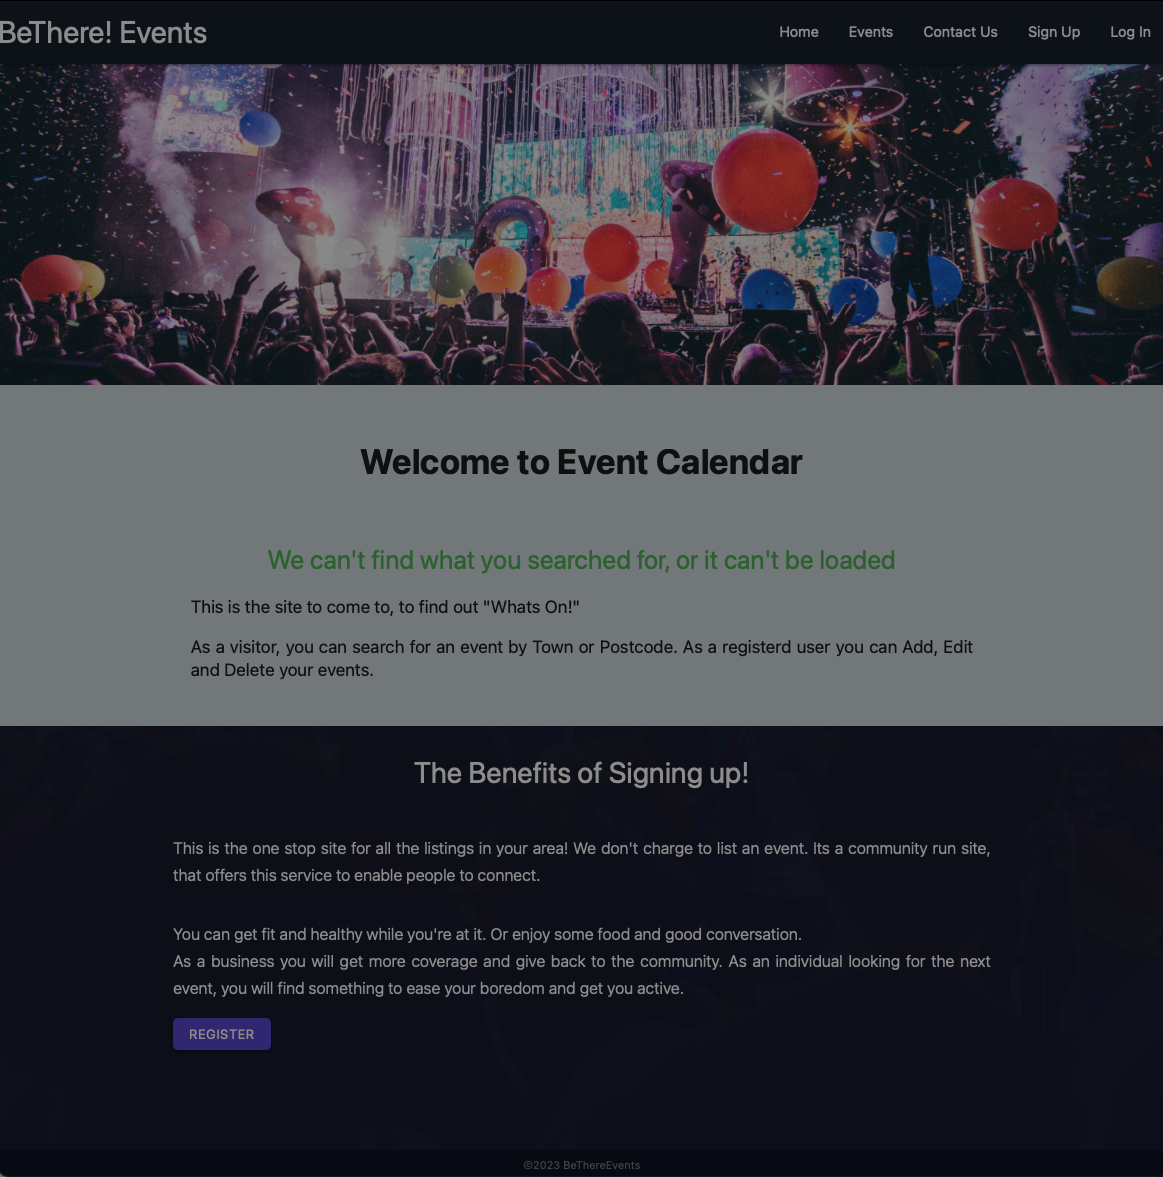 BeThere! Events
Home Events Contact Us Sign Up Log In
Welcome to Event Calendar
We can't find what you searched for, or it can't be loaded
This is the site to come to, to find out "Whats On!"
As a visitor, you can search for an event by Town or Postcode. As a registerd user you can Add, Edit
and Delete your events.
The Benefits of Signing up!
This is the one stop site for all the listings in your area! We don't charge to list an event. Its a community run site,
that offers this service to enable people to connect.
You can get fit and healthy while you're at it. Or enjoy some food and good conversation.
As a business you will get more coverage and give back to the community. As an individual looking for the next
event, you will find something to ease your boredom and get you active.
REGISTER
©2023 BeThereEvents